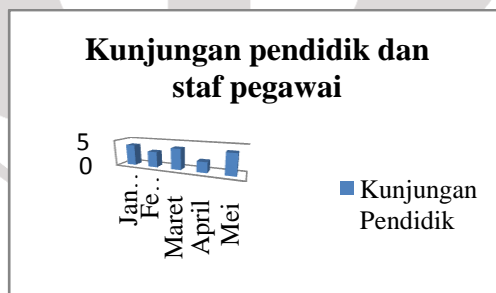 Kunjungan pendidik dan
staf pegawai
5
0
Jan…
Fe…
Maret
April
Mei
Kunjungan
Pendidik